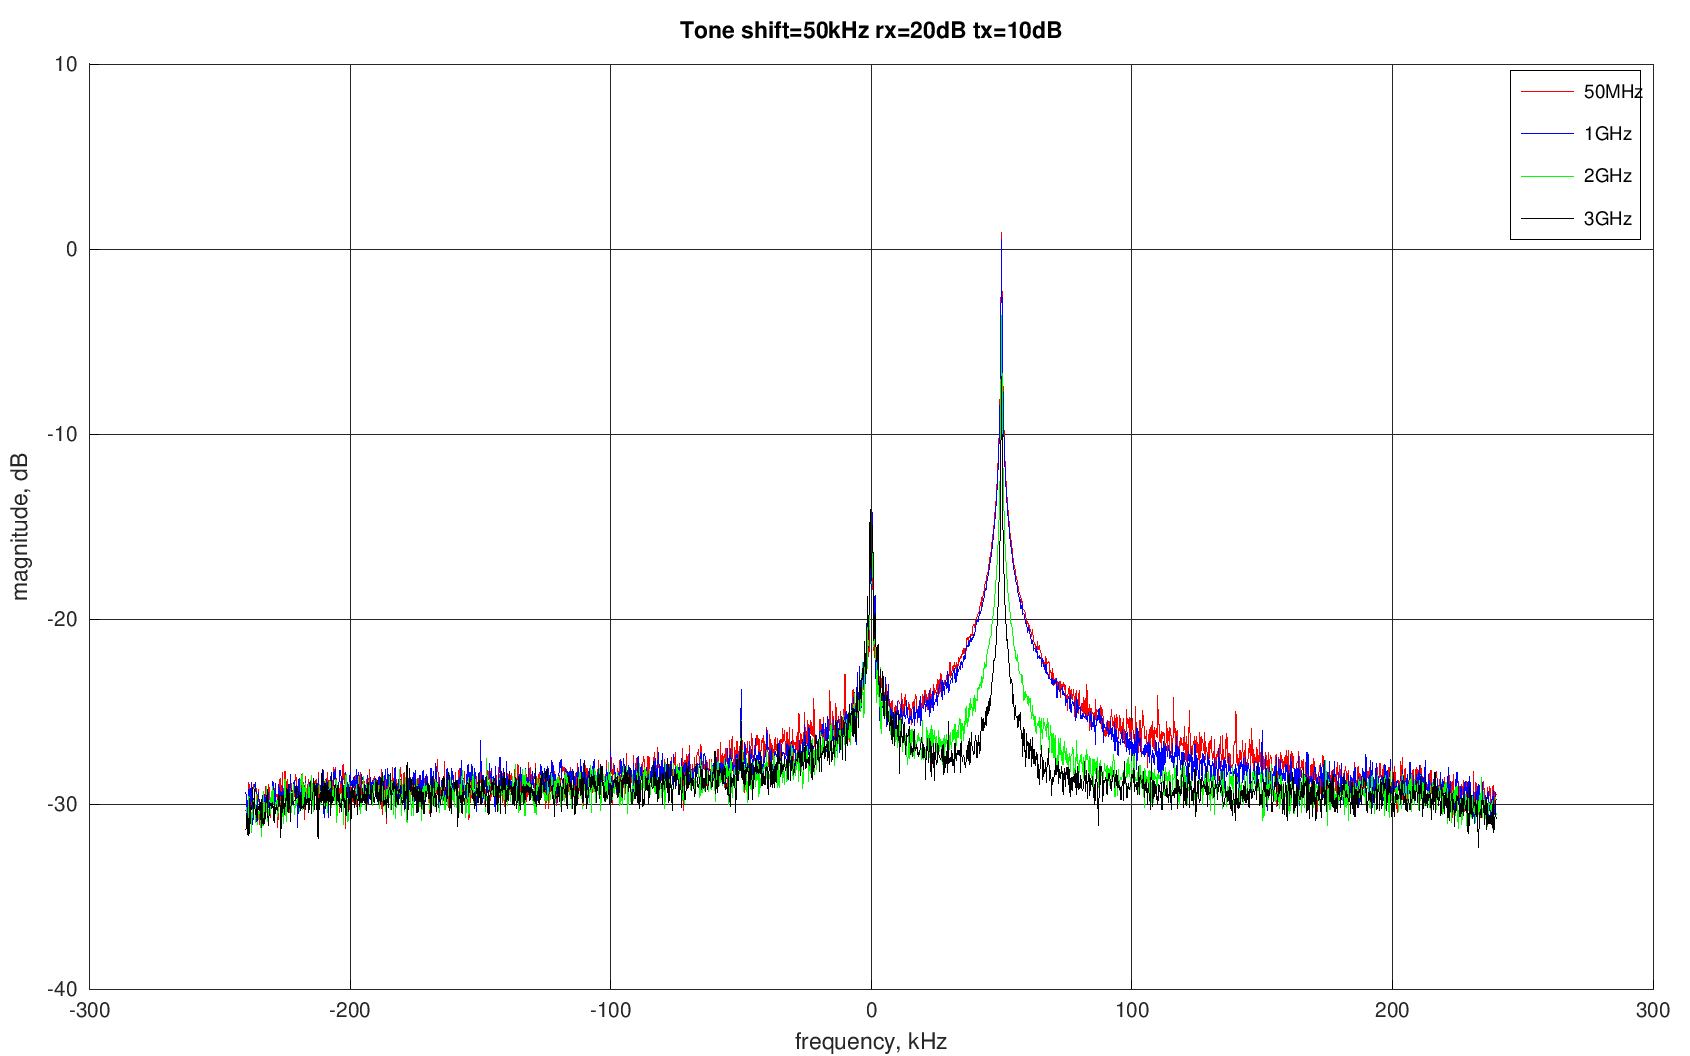 Tone shift=50kHz rx=20dB tx=10dB
50MHz
1GHz
2GHz
3GHz
10
0
-10
-20
-30
-40
magnitude, dB
-300
-200
-100
0
100
200
300
frequency, kHz